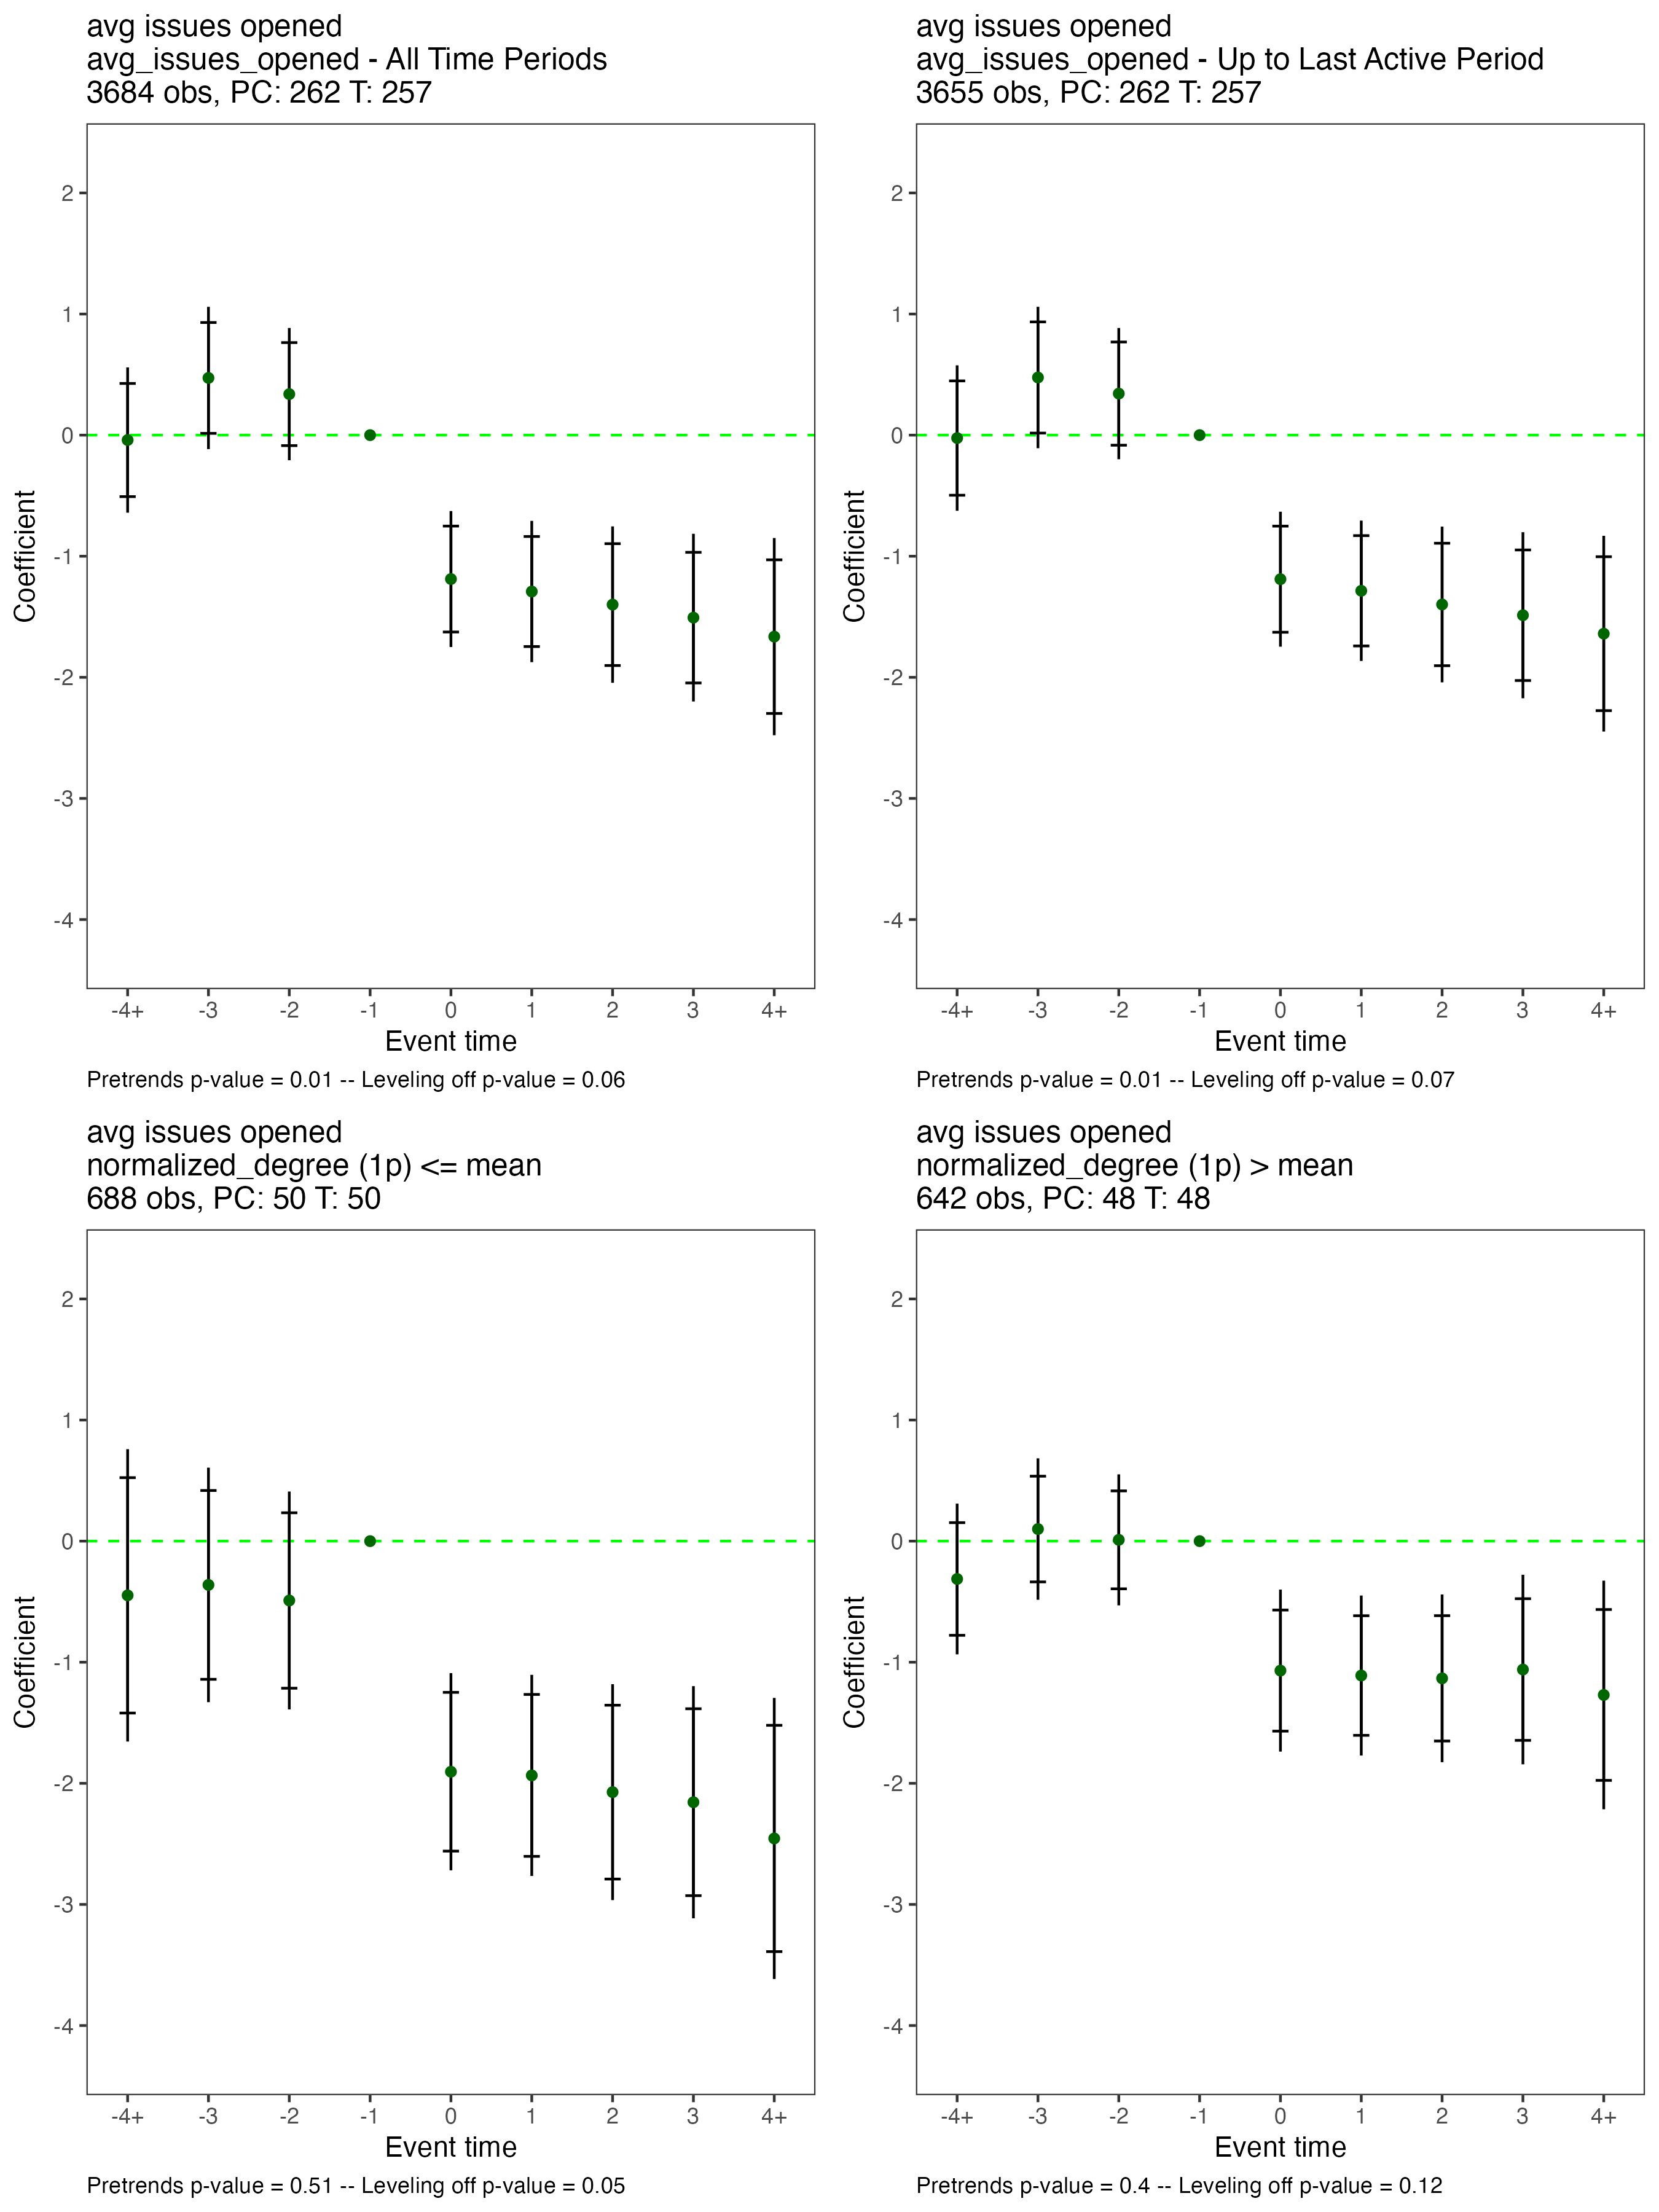 avg issues opened
avg_issues_opened - All Time Periods
3684 obs, PC: 262 T: 257
2
1
0
-1
-2
-3
-4
Coefficient
-4+ -3 -2 -1 0 1 2 3 4+
Event time
Pretrends p-value = 0.01 -- Leveling off p-value = 0.06
avg issues opened
avg_issues_opened - Up to Last Active Period
3655 obs, PC: 262 T: 257
2
1
0
-1
-2
-3
-4
Coefficient
-4+ -3 -2 -1 0 1 2 3 4+
Event time
Pretrends p-value = 0.01 -- Leveling off p-value = 0.07
avg issues opened
normalized_degree (1p) <= mean
688 obs, PC: 50 T: 50
2
1
0
-1
-2
-3
-4
Coefficient
-4+ -3 -2 -1 0 1 2 3 4+
Event time
Pretrends p-value = 0.51 -- Leveling off p-value = 0.05
avg issues opened
normalized_degree (1p) > mean
642 obs, PC: 48 T: 48
2
1
0
-1
-2
-3
-4
Coefficient
-4+ -3 -2 -1 0 1 2 3 4+
Event time
Pretrends p-value = 0.4 -- Leveling off p-value = 0.12